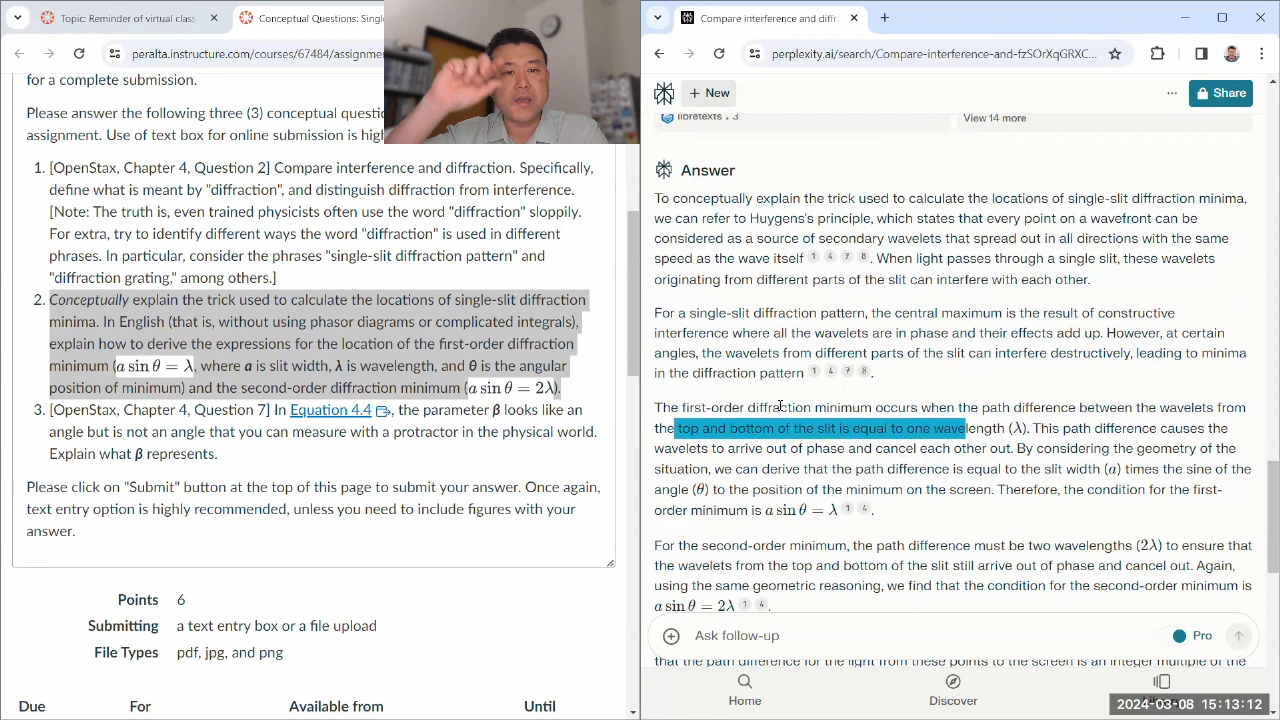 Topic: Reminder of virtual class
Conceptual Questions: Singl
peralta.instructure.com/courses/67484/assignme
for a complete submission.
Please answer the following three (3) conceptual questi
assignment. Use of text box for online submission is hig
1. [OpenStax, Chapter 4, Question 2] Compare interference and diffraction. Specifically,
define what is meant by "diffraction", and distinguish diffraction from interference.
[Note: The truth is, even trained physicists often use the word "diffraction" sloppily.
For extra, try to identify different ways the word "diffraction" is used in different
phrases. In particular, consider the phrases "single-slit diffraction pattern" and
"diffraction grating," among others.]
2. Conceptually explain the trick used to calculate the locations of single-slit diffraction
minima. In English (that is, without using phasor diagrams or complicated integrals),
explain how to derive the expressions for the location of the first-order diffraction
minimum (a sin θ = λ, where a is slit width, λ is wavelength, and θ is the angular
position of minimum) and the second-order diffraction minimum (a sin θ = 2λ).
3. [OpenStax, Chapter 4, Question 7] In Equation 4.4, the parameter β looks like an
angle but is not an angle that you can measure with a protractor in the physical world.
Explain what β represents.
Please click on "Submit" button at the top of this page to submit your answer. Once again,
text entry option is highly recommended, unless you need to include figures with your
answer.
Points 6
Submitting a text entry box or a file upload
File Types pdf, jpg, and png
Due For Available from Until
Compare interference and diffr
perplexity.ai/search/Compare-interference-and-fzSOrXqGRXC...
New
Share
libretexts . 3
View 14 more
Answer
To conceptually explain the trick used to calculate the locations of single-slit diffraction minima,
we can refer to Huygens's principle, which states that every point on a wavefront can be
considered as a source of secondary wavelets that spread out in all directions with the same
speed as the wave itself 1 4 7 8 . When light passes through a single slit, these wavelets
originating from different parts of the slit can interfere with each other.
For a single-slit diffraction pattern, the central maximum is the result of constructive
interference where all the wavelets are in phase and their effects add up. However, at certain
angles, the wavelets from different parts of the slit can interfere destructively, leading to minima
in the diffraction pattern 1 4 7 8 .
The first-order diffraction minimum occurs when the path difference between the wavelets from
the top and bottom of the slit is equal to one wavelength (λ). This path difference causes the
wavelets to arrive out of phase and cancel each other out. By considering the geometry of the
situation, we can derive that the path difference is equal to the slit width (a) times the sine of the
angle (θ) to the position of the minimum on the screen. Therefore, the condition for the first-
order minimum is a sin θ = λ 1 4 .
For the second-order minimum, the path difference must be two wavelengths (2λ) to ensure that
the wavelets from the top and bottom of the slit still arrive out of phase and cancel out. Again,
using the same geometric reasoning, we find that the condition for the second-order minimum is
a sin θ = 2λ 1 4 .
Ask follow-up
Pro
that the path difference for the light from these points to the screen is an integer multiple of the
Home
Discover
2024-03-08 15:13:12